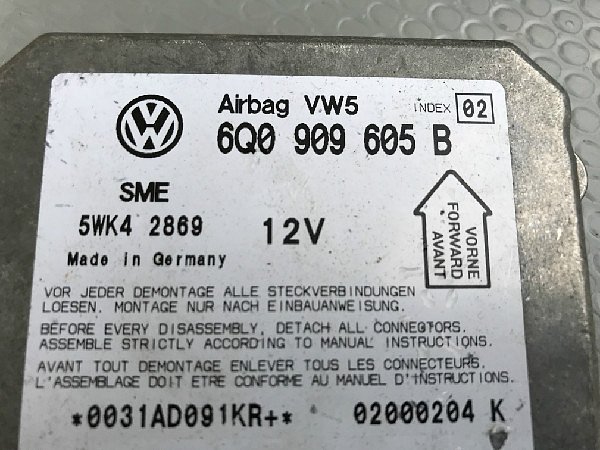 Airbag VW5 INDEX 02
6Q0 909 605 B
SME
5WK4 2869 12V
Made in Germany
VORNE
FORWARD
AVANT
VOR JEDER DEMONTAGE ALLE STECKVERBINDUNGEN
LOESEN. MONTAGE NUR NACH EINBAUANWEISUNG.
BEFORE EVERY DISASSEMBLY, DETACH ALL CONNECTORS.
ASSEMBLE STRICTLY ACCORDING TO MANUAL INSTRUCTIONS.
AVANT TOUT DEMONTAGE ENLEVER TOUS LES CONNECTEURS.
L'ASSEMBLAGE DOIT ETRE CONFORME AU MANUEL D'INSTRUCTIONS.
*0031AD091KR+* 02000204 K